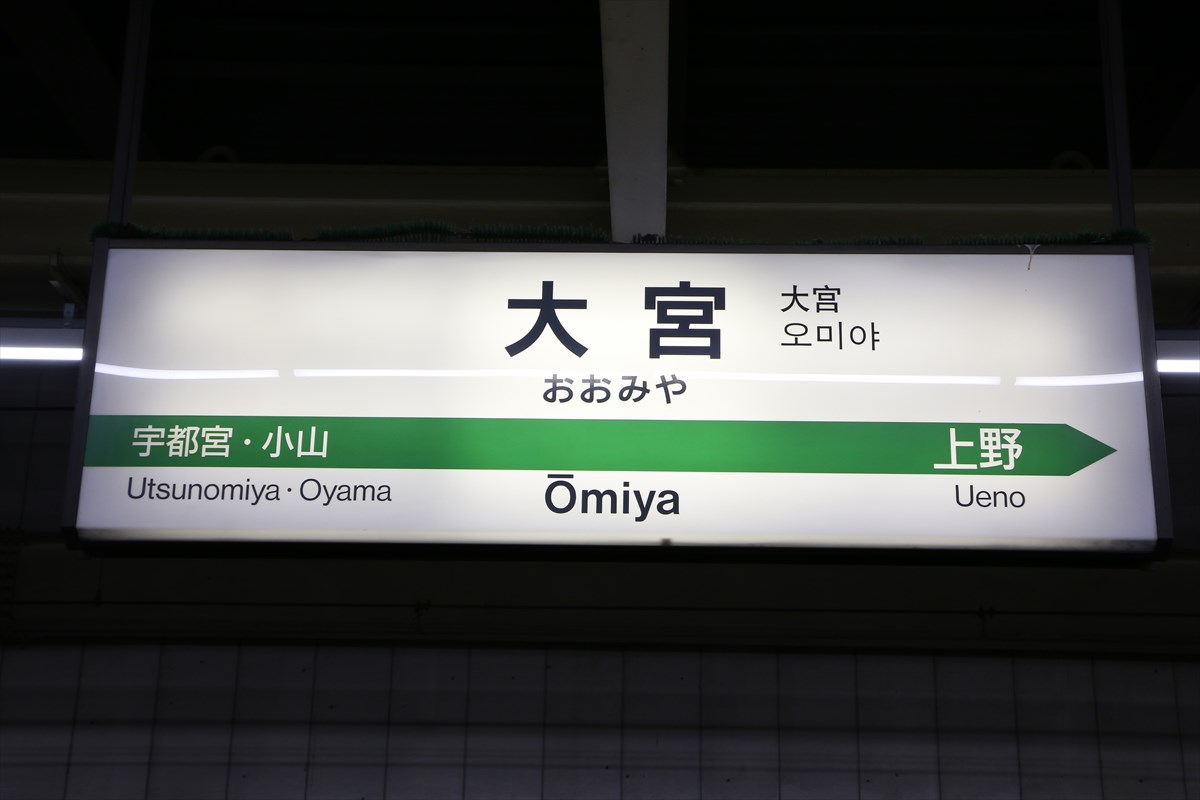 大宮
大宫
오미야
おおみや
宇都宮・小山
上野
Utsunomiya・Oyama
Ōmiya
Ueno